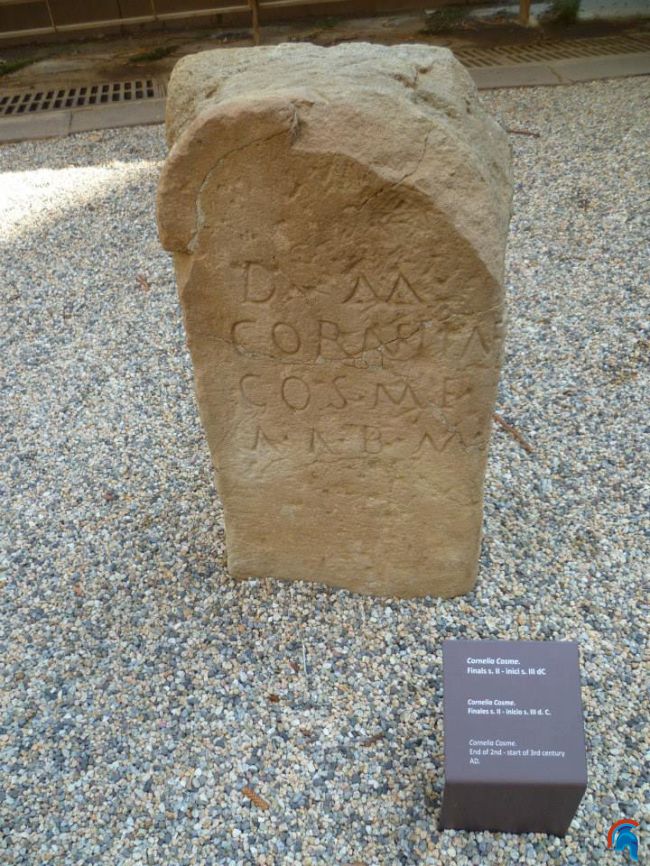 D M
CORNELIA
COSME
A A B M
Cornelia Cosme.
Finals s. II - inici s. III dC
Cornelia Cosme.
Finales s. II - inicio s. III d. C.
Cornelia Cosme.
End of 2nd - start of 3rd century
AD.